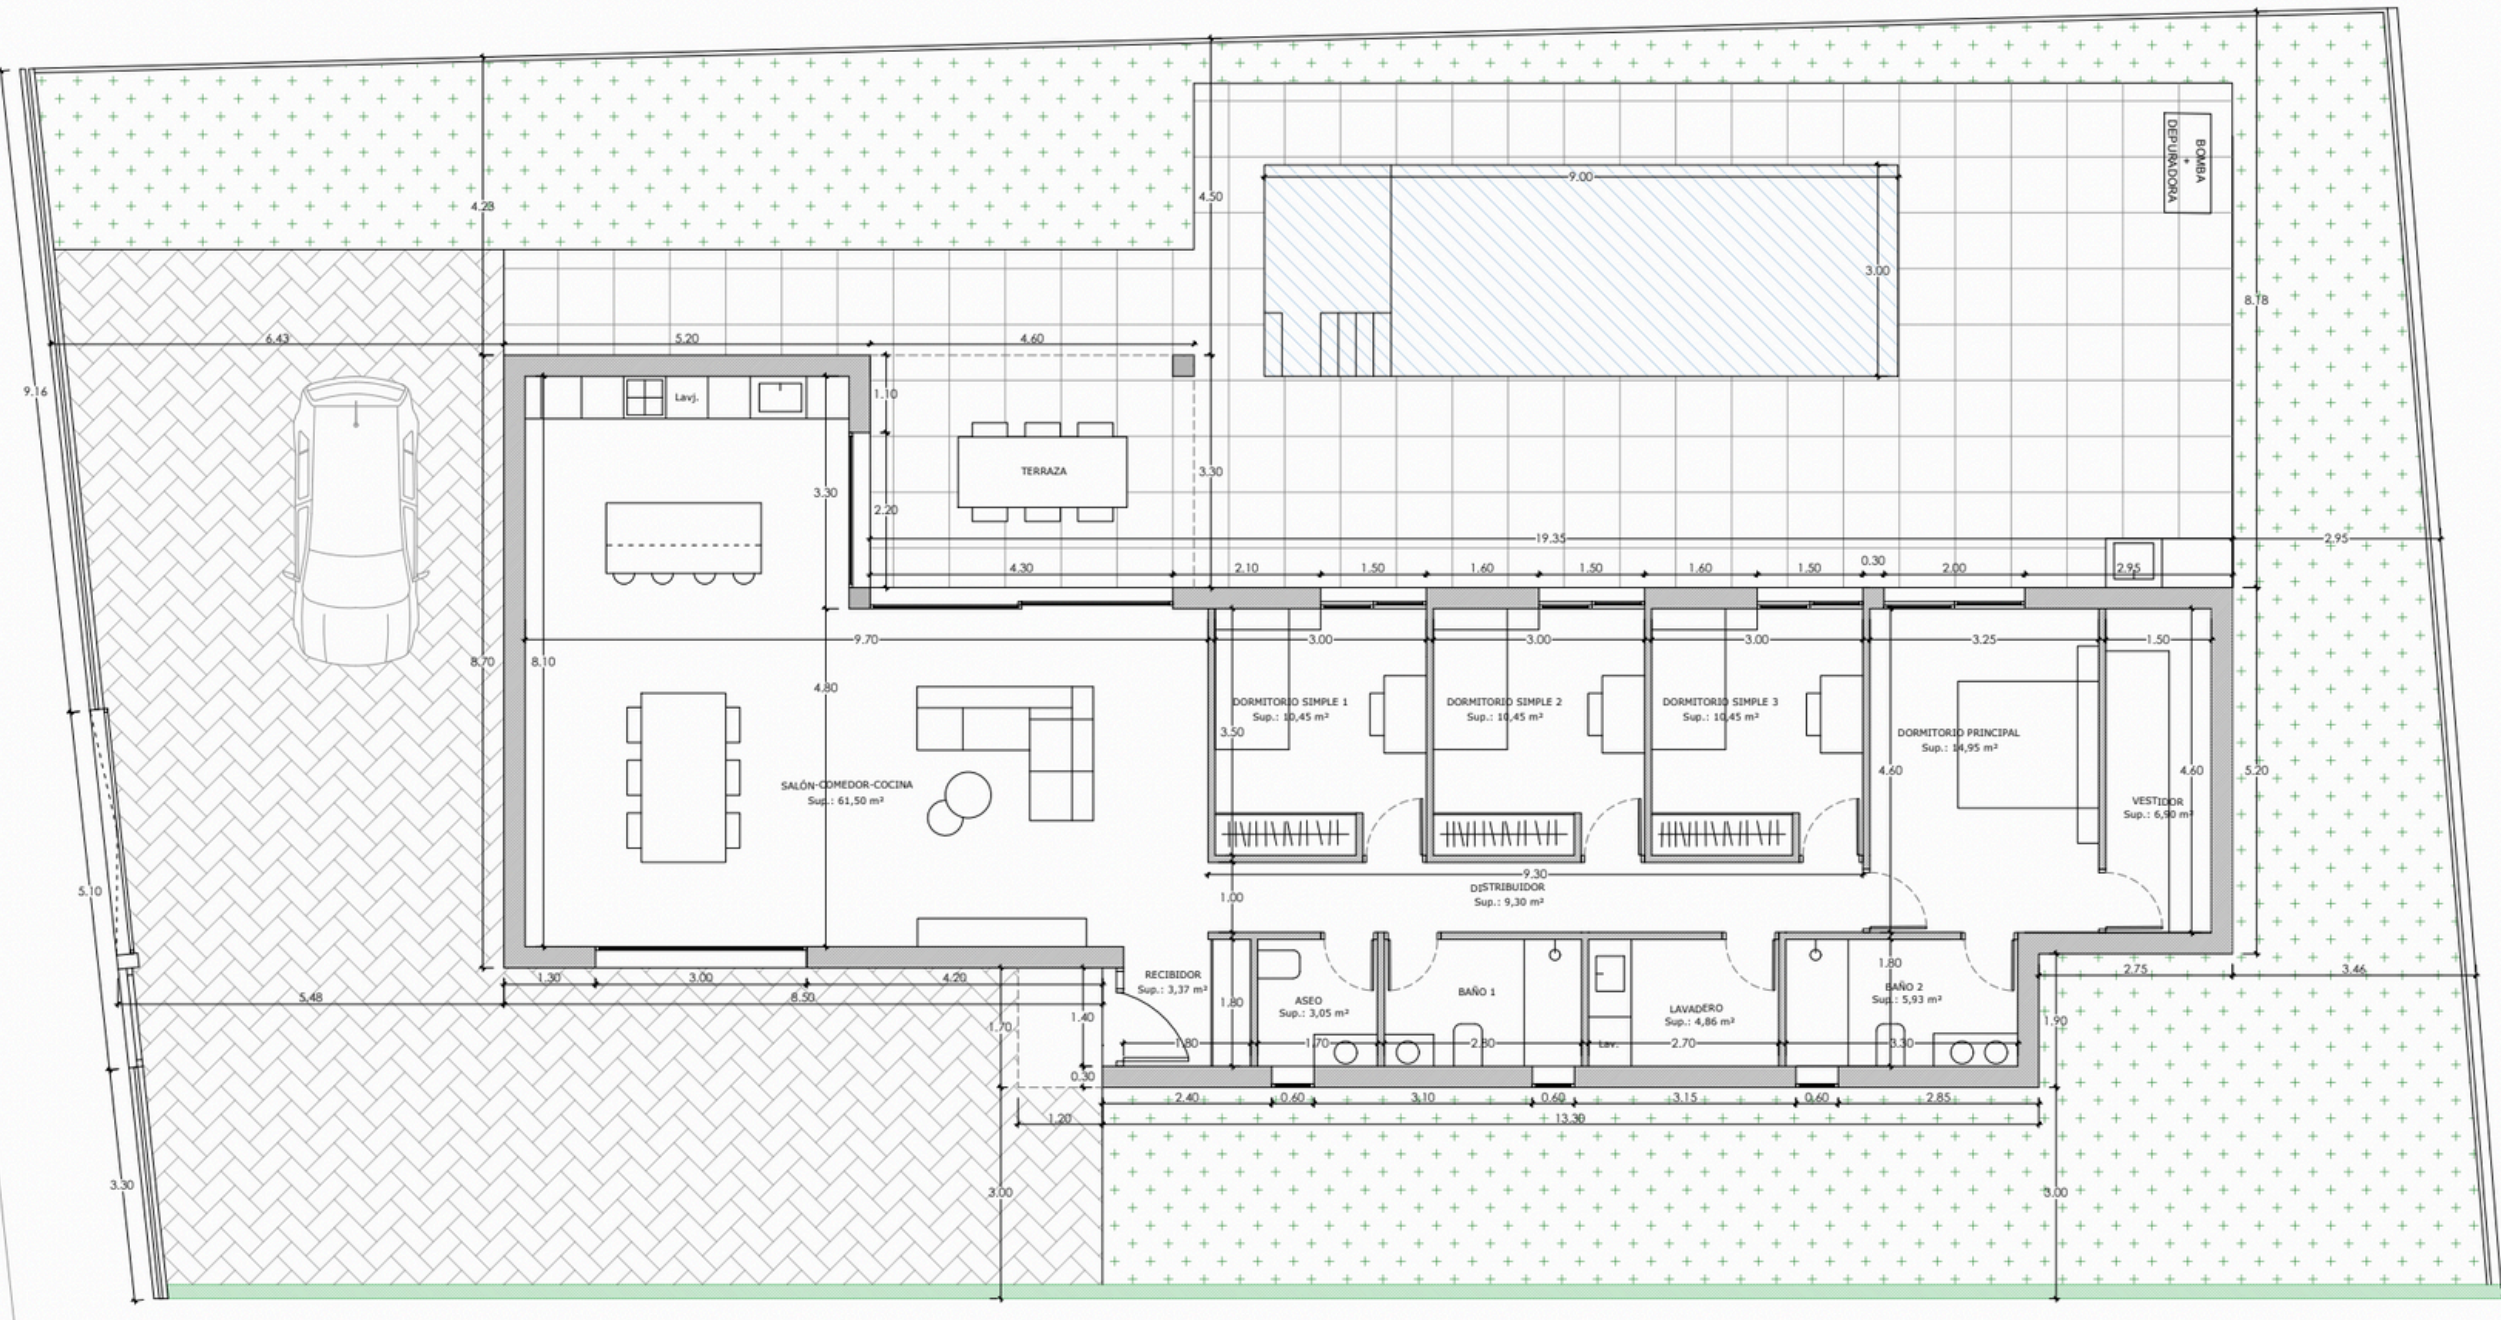 BOMBA
+
DEPURADORA
9.00
4.23
4.50
3.00
8.18
6.43
5.20
4.60
9.16
Lavj.
1.10
TERRAZA
3.30
3.30
2.20
19.35
2.95
4.30
2.10
1.50
1.60
1.50
1.60
1.50
0.30
2.00
2.95
9.70
3.00
3.00
3.00
3.25
1.50
8.70
8.10
4.80
DORMITORIO SIMPLE 1
Sup.: 10,45 m²
DORMITORIO SIMPLE 2
Sup.: 10,45 m²
DORMITORIO SIMPLE 3
Sup.: 10,45 m²
3.50
DORMITORIO PRINCIPAL
Sup.: 14,95 m²
4.60
4.60
5.20
SALÓN-COMEDOR-COCINA
Sup.: 61,50 m²
VESTIDOR
Sup.: 6,90 m²
5.10
9.30
DISTRIBUIDOR
Sup.: 9,30 m²
1.00
1.30
3.00
4.20
5.48
8.50
RECIBIDOR
Sup.: 3,37 m²
1.80
ASEO
Sup.: 3,05 m²
BAÑO 1
LAVADERO
Sup.: 4,86 m²
1.80
BAÑO 2
Sup.: 5,93 m²
2.75
3.46
1.70
1.40
1.90
1.80
1.70
2.80
Lav.
2.70
3.30
0.30
2.40
0.60
3.10
0.60
3.15
0.60
2.85
1.20
13.30
3.30
3.00
3.00